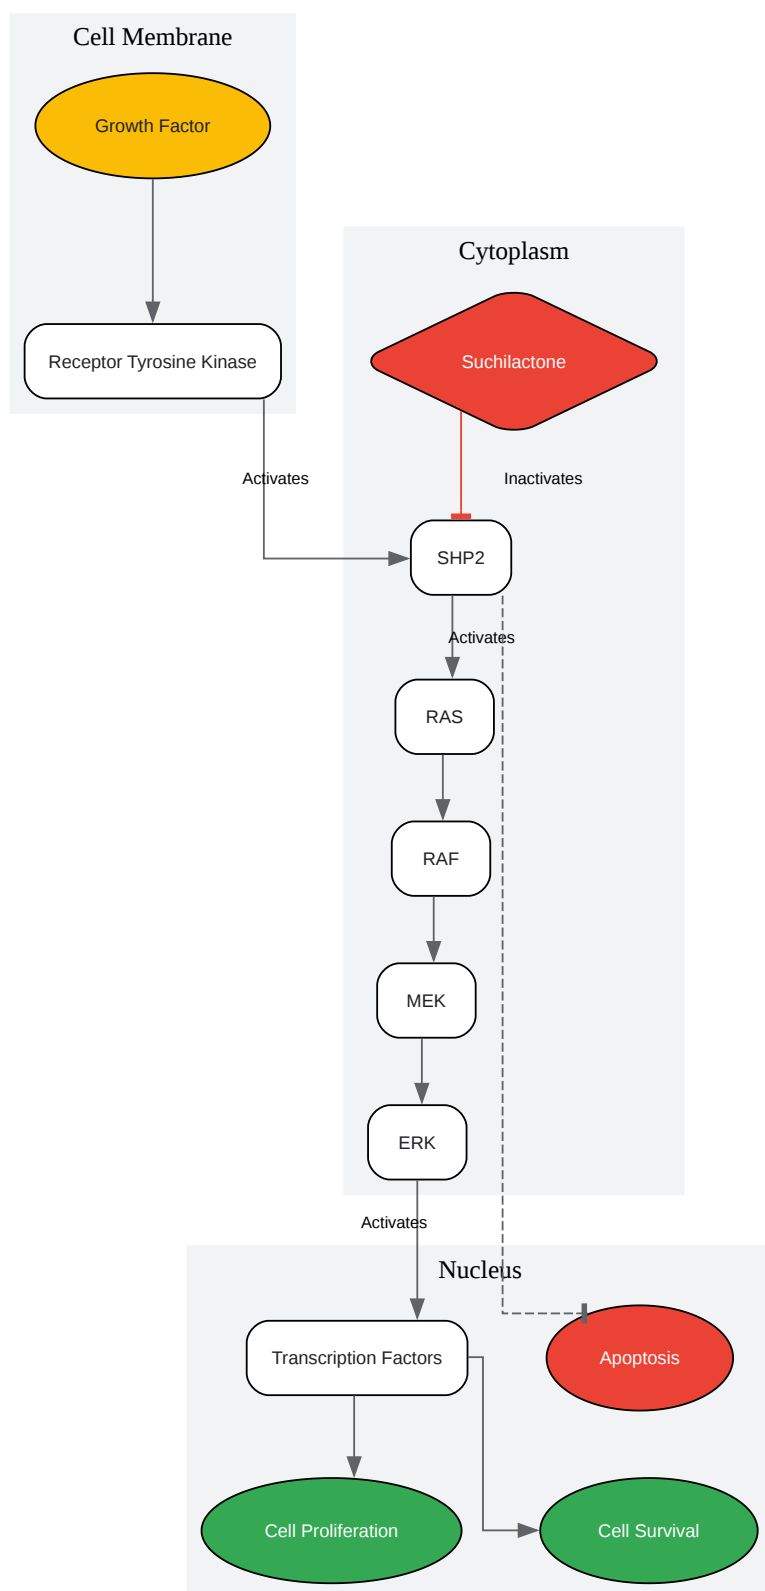 Cell Membrane
Growth Factor
Receptor Tyrosine Kinase
Activates
Cytoplasm
Suchilactone
Inactivates
SHP2
Activates
RAS
RAF
MEK
ERK
Activates
Nucleus
Transcription Factors
Apoptosis
Cell Proliferation
Cell Survival